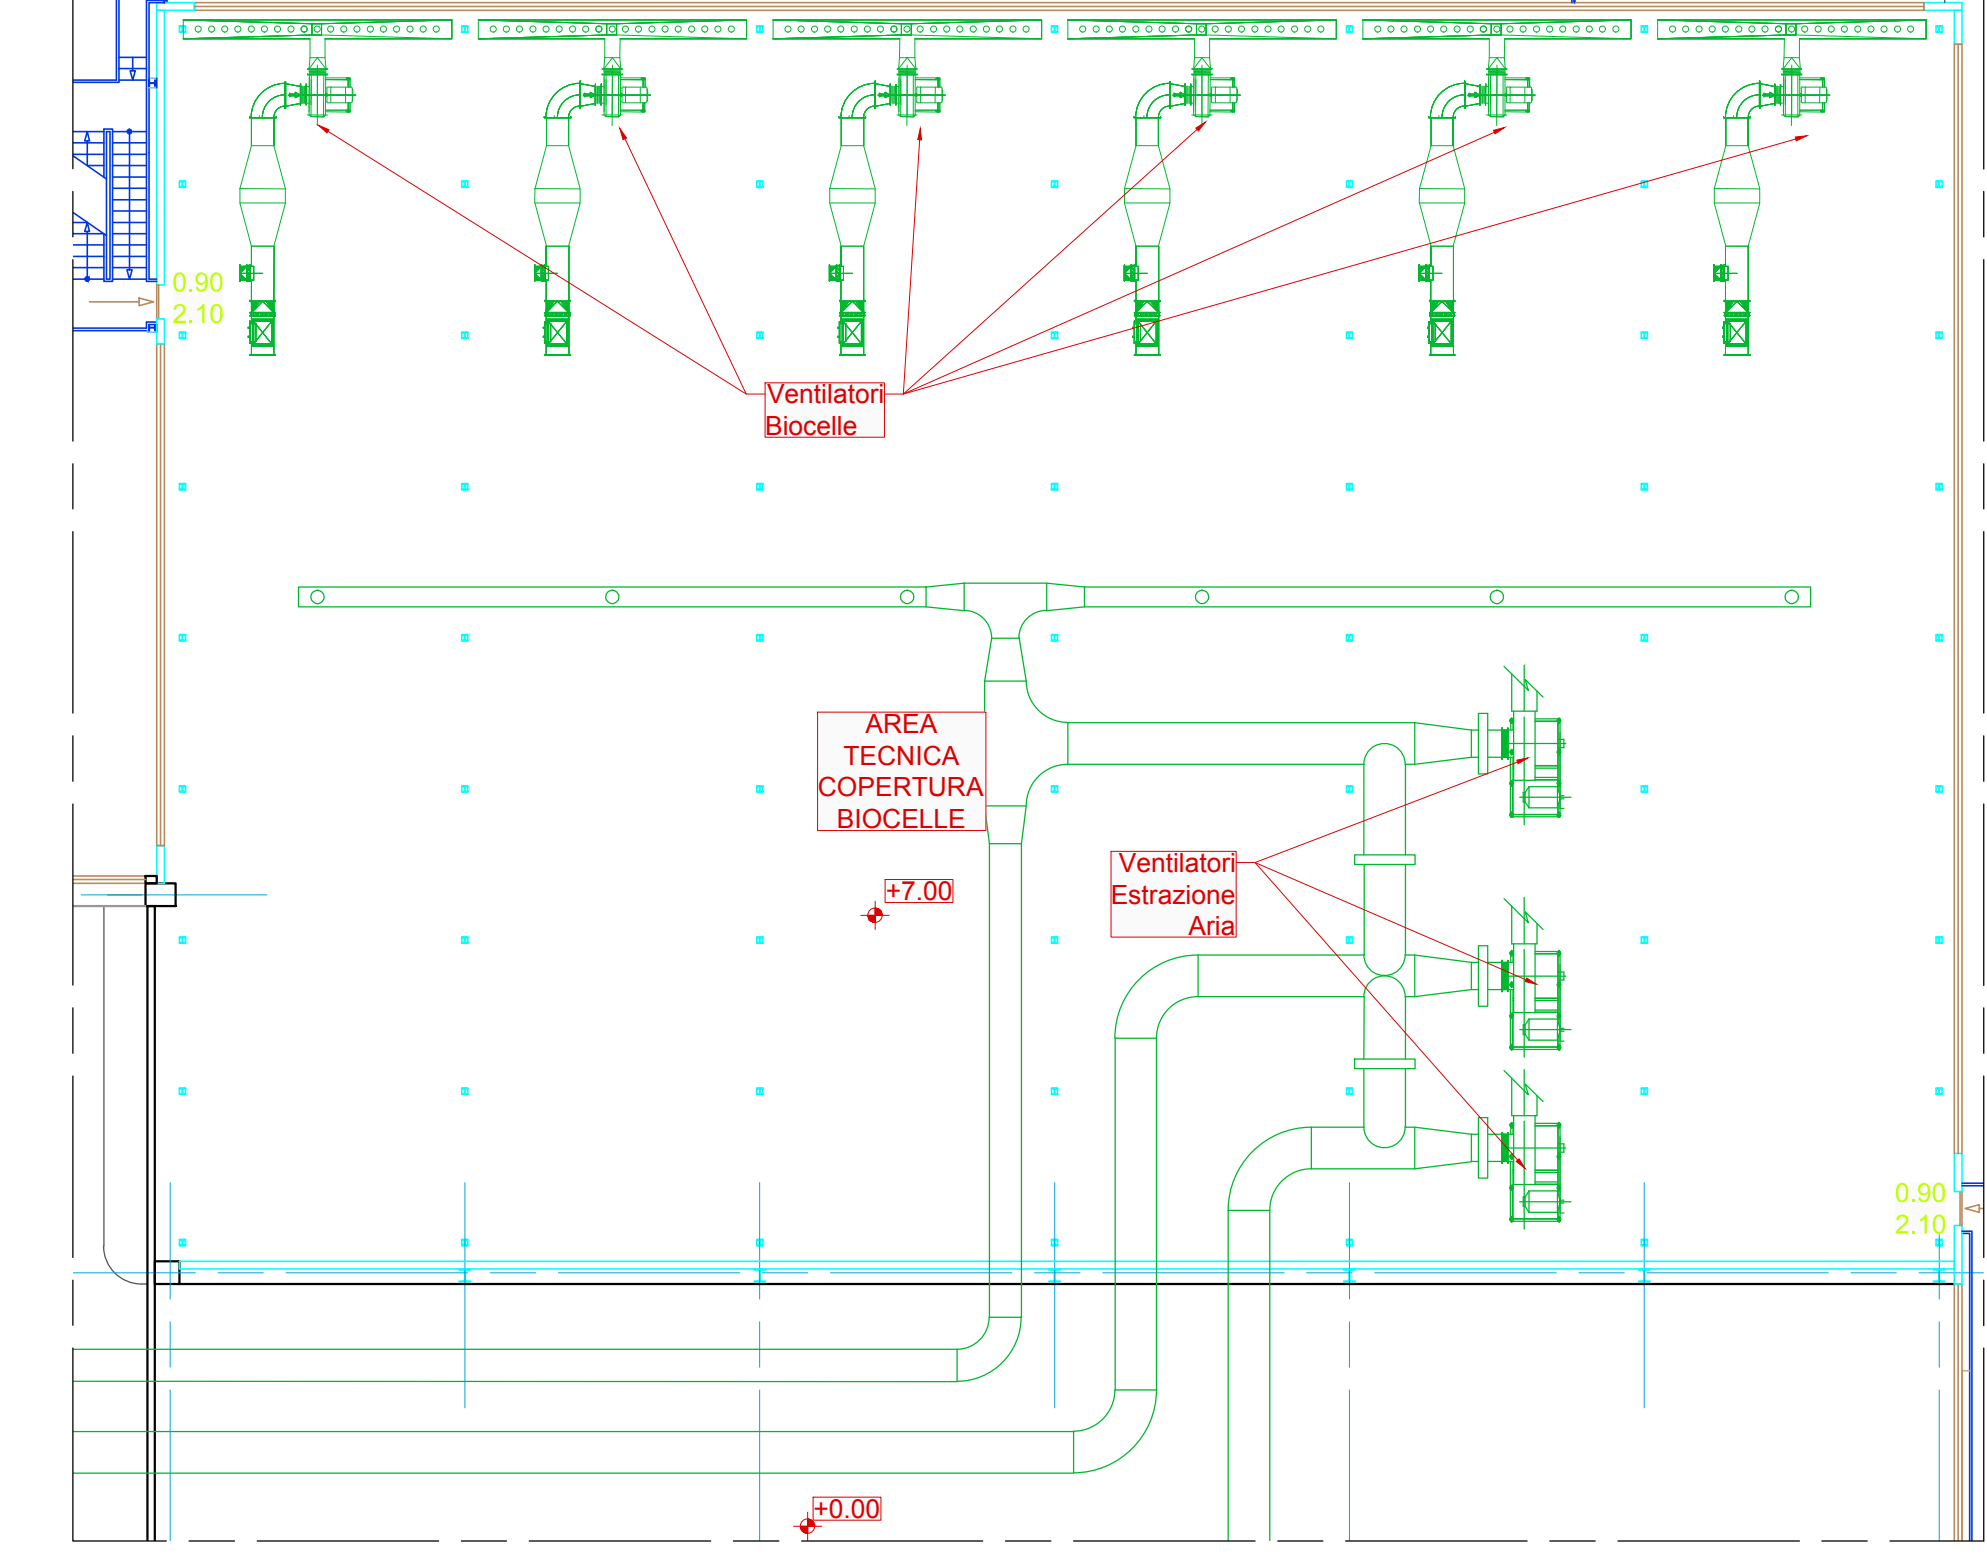 0.90
2.10
Ventilatori
Biocelle
AREA
TECNICA
COPERTURA
BIOCELLE
Ventilatori
Estrazione
Aria
+7.00
0.90
2.10
+0.00